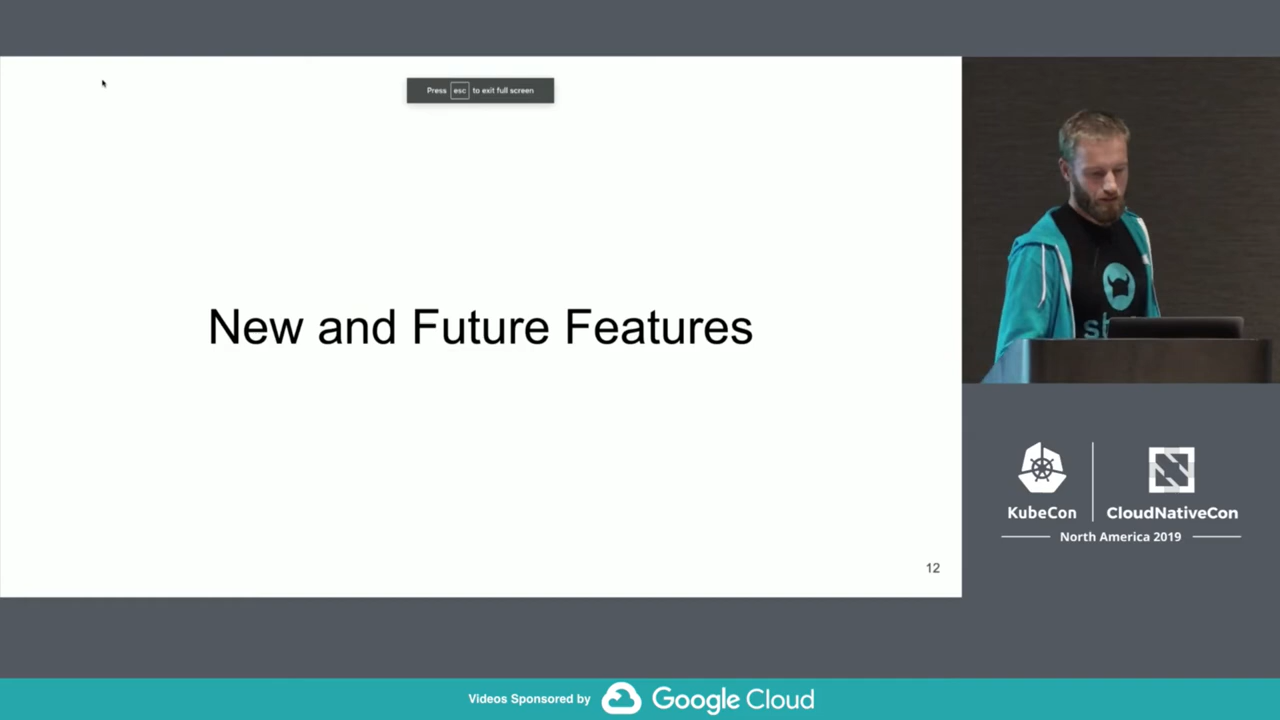 Press esc to exit full screen
New and Future Features
12
KubeCon
CloudNativeCon
North America 2019
Videos Sponsored by
Google Cloud